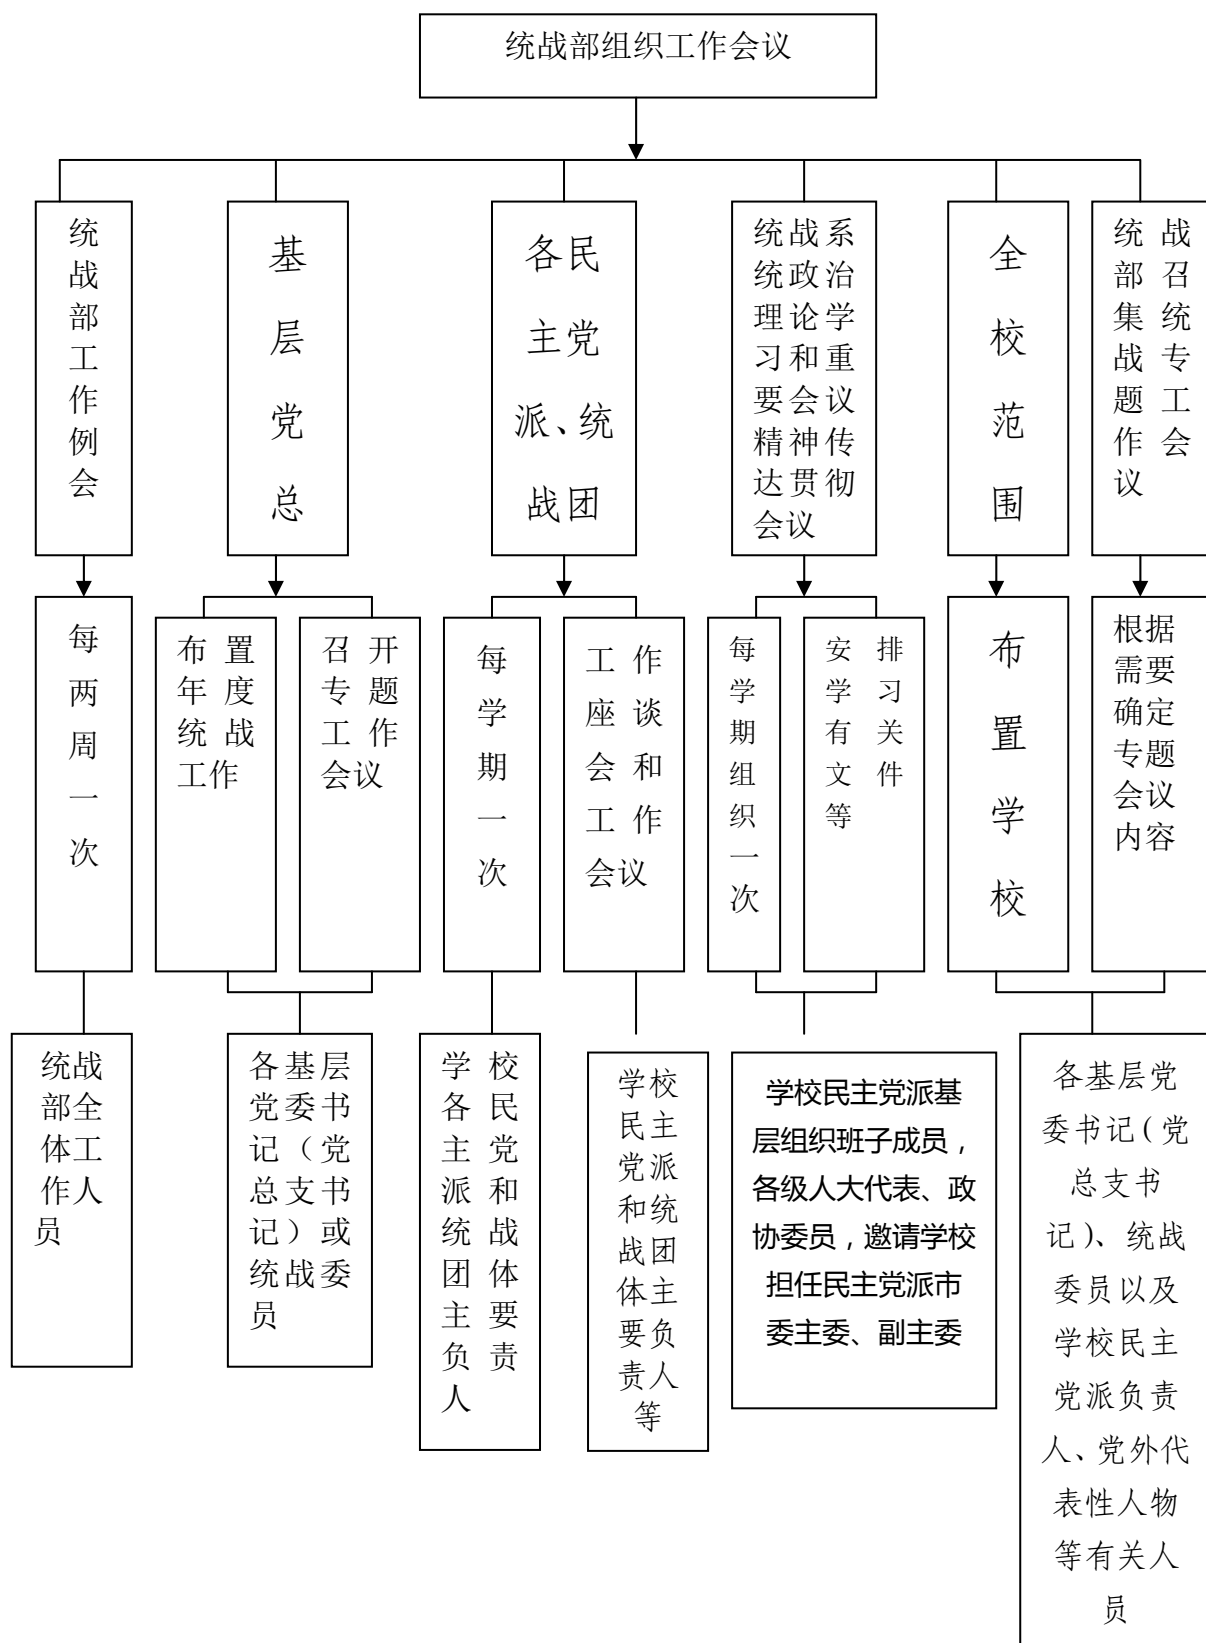 统战部组织工作会议
统
战
部
工
作
例
会
基
层
党
总
各民
主党
派、统
战团
统战系
统政治
理论学
习和重
要会议
精神传
达贯彻
会议
全
校
范
围
统战
部召
集统
战专
题工
作会
议
每
两
周
一
次
布置
年度
统战
工作
召开
专题
工作
会议
每
学
期
一
次
工作
座谈
会和
工作
会议
每
学
期
组
织
一
次
安排
学习
有关
文件
等
布
置
学
校
根据
需要
确定
专题
会议
内容
统战
部全
体工
作人
员
各基层
党委书
记（党
总支书
记）或
统战委
员
学校
各民
主党
派和
统战
团体
主要
负责
人
学校
民主
党派
和统
战团
体主
要负
责人
等
学校民主党派基
层组织班子成员，
各级人大代表、政
协委员，邀请学校
担任民主党派市
委主委、副主委
各基层党
委书记（党
总支书
记）、统战
委员以及
学校民主
党派负责
人、党外代
表性人物
等有关人
员